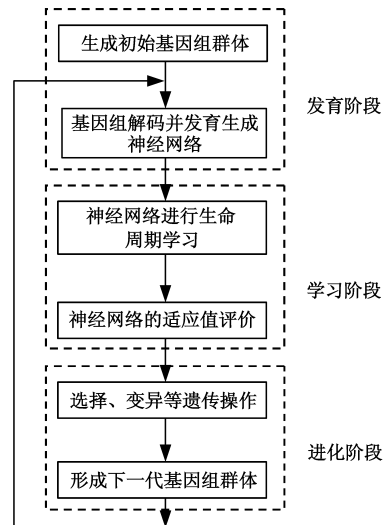 生成初始基因组群体
发育阶段
基因组解码并发育生成
神经网络
神经网络进行生命
周期学习
学习阶段
神经网络的适应值评价
选择、变异等遗传操作
进化阶段
形成下一代基因组群体